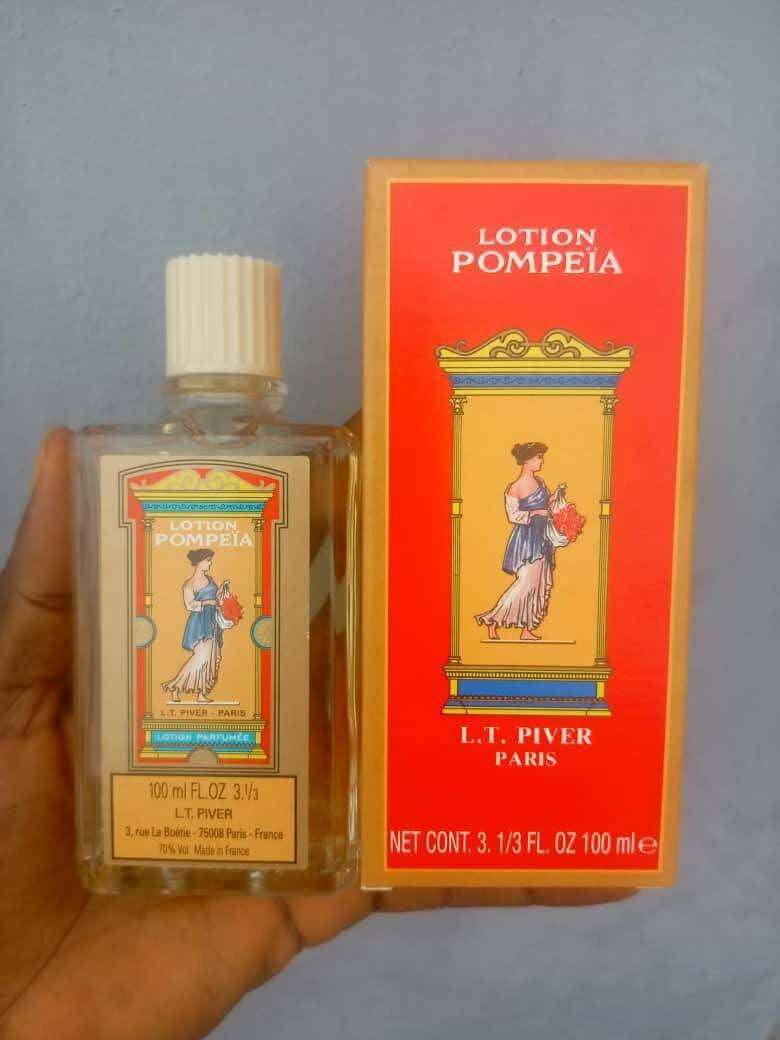 LOTION
POMPEÏA
L.T. PIVER - PARIS
LOTION PARFUMÉE
100 ml FL.OZ 3.1/3
L.T. PIVER
3, rue La Boëtie - 75008 Paris - France
70% Vol. Made in France
LOTION
POMPEÏA
L.T. PIVER
PARIS
NET CONT. 3. 1/3 FL. OZ 100 ml ℮